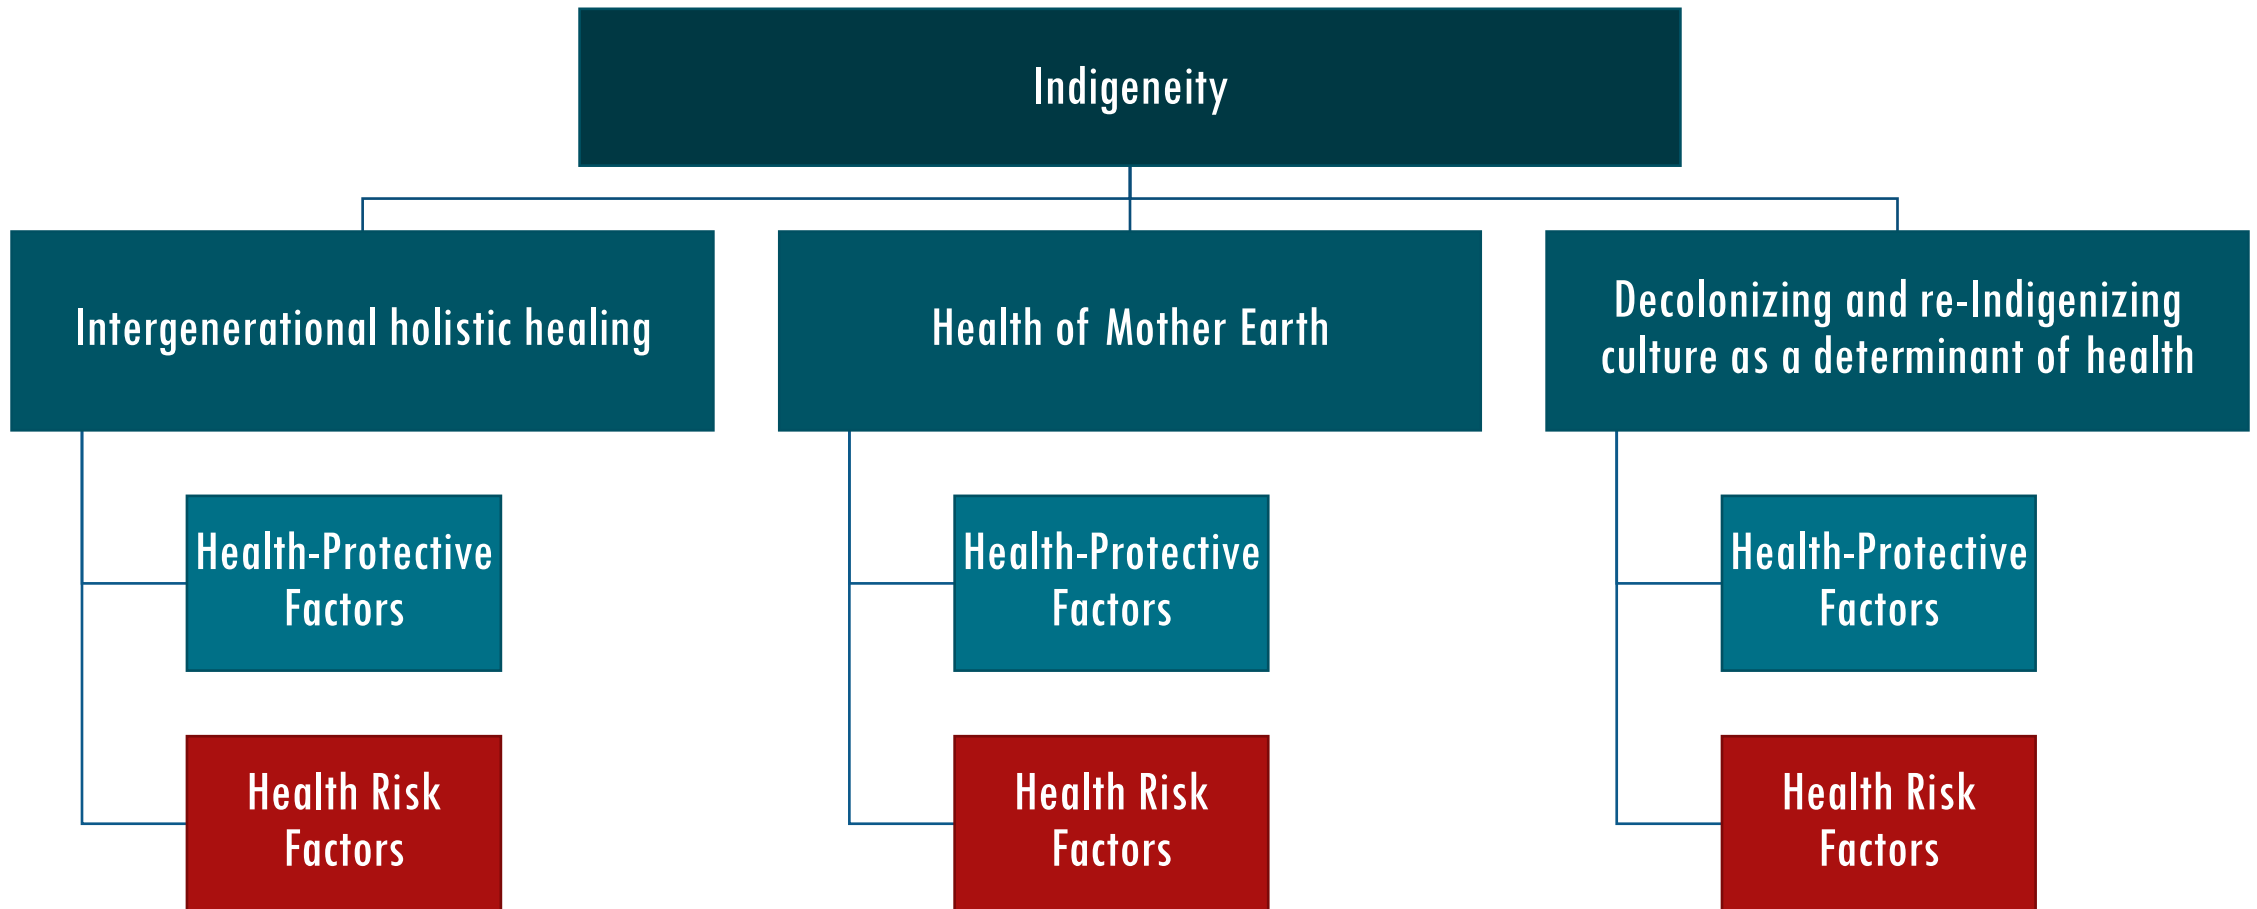 Indigeneity
Intergenerational holistic healing
Health of Mother Earth
Decolonizing and re-Indigenizing
culture as a determinant of health
Health-Protective
Factors
Health-Protective
Factors
Health-Protective
Factors
Health Risk
Factors
Health Risk
Factors
Health Risk
Factors